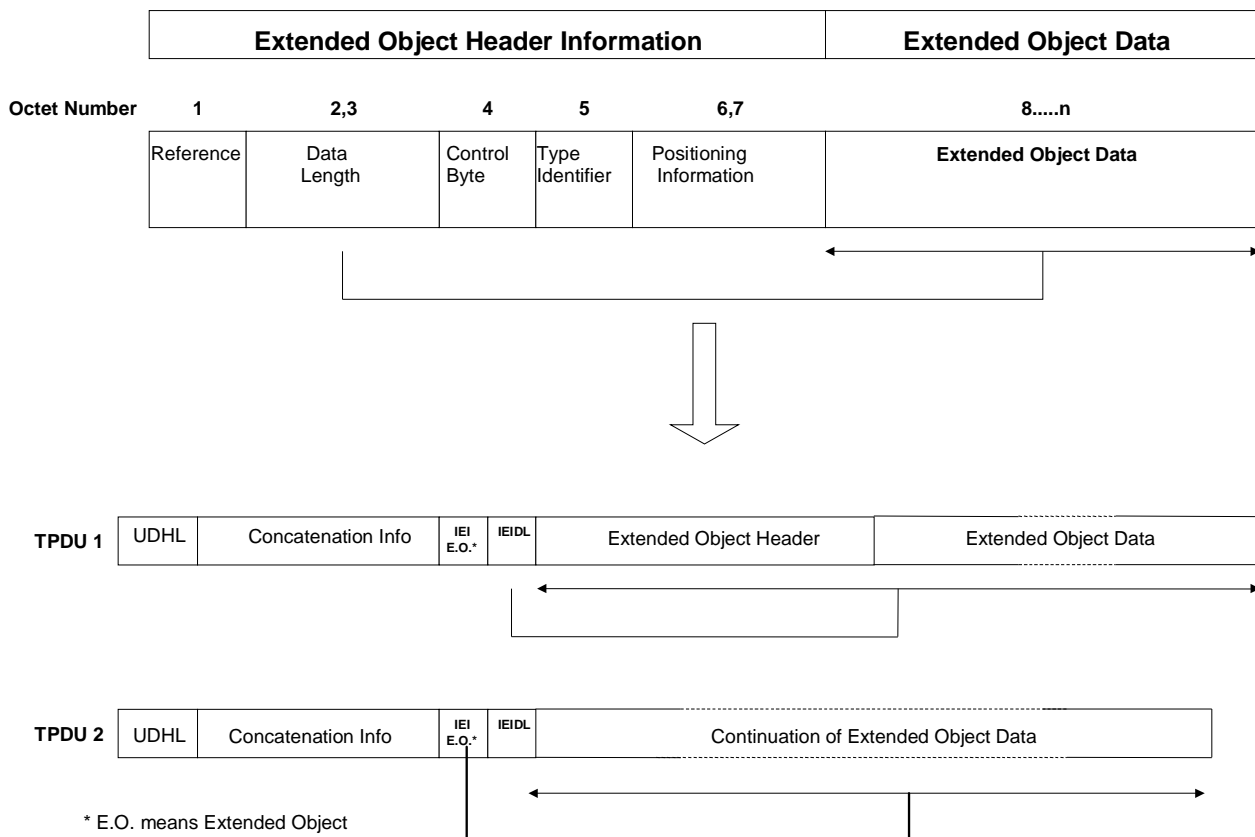 Extended Object Header Information Extended Object Data
Octet Number 1 2,3 4 5 6,7 8.....n
Reference Data Control Type Positioning Extended Object Data
Length Byte Identifier Information
TPDU 1 UDHL Concatenation Info IEI IEIDL Extended Object Header Extended Object Data
E.O.*
TPDU 2 UDHL Concatenation Info IEI IEIDL Continuation of Extended Object Data
E.O.*
* E.O. means Extended Object